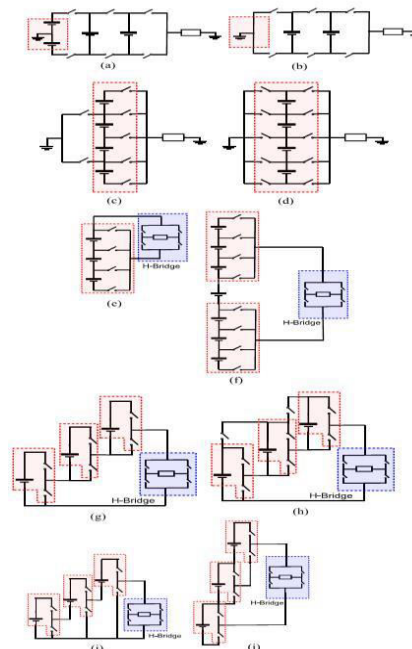 (a)
(b)
(c)
(d)
H-Bridge
(e)
H-Bridge
(f)
H-Bridge
(g)
H-Bridge
(h)
H-Bridge
(i)
H-Bridge
(j)